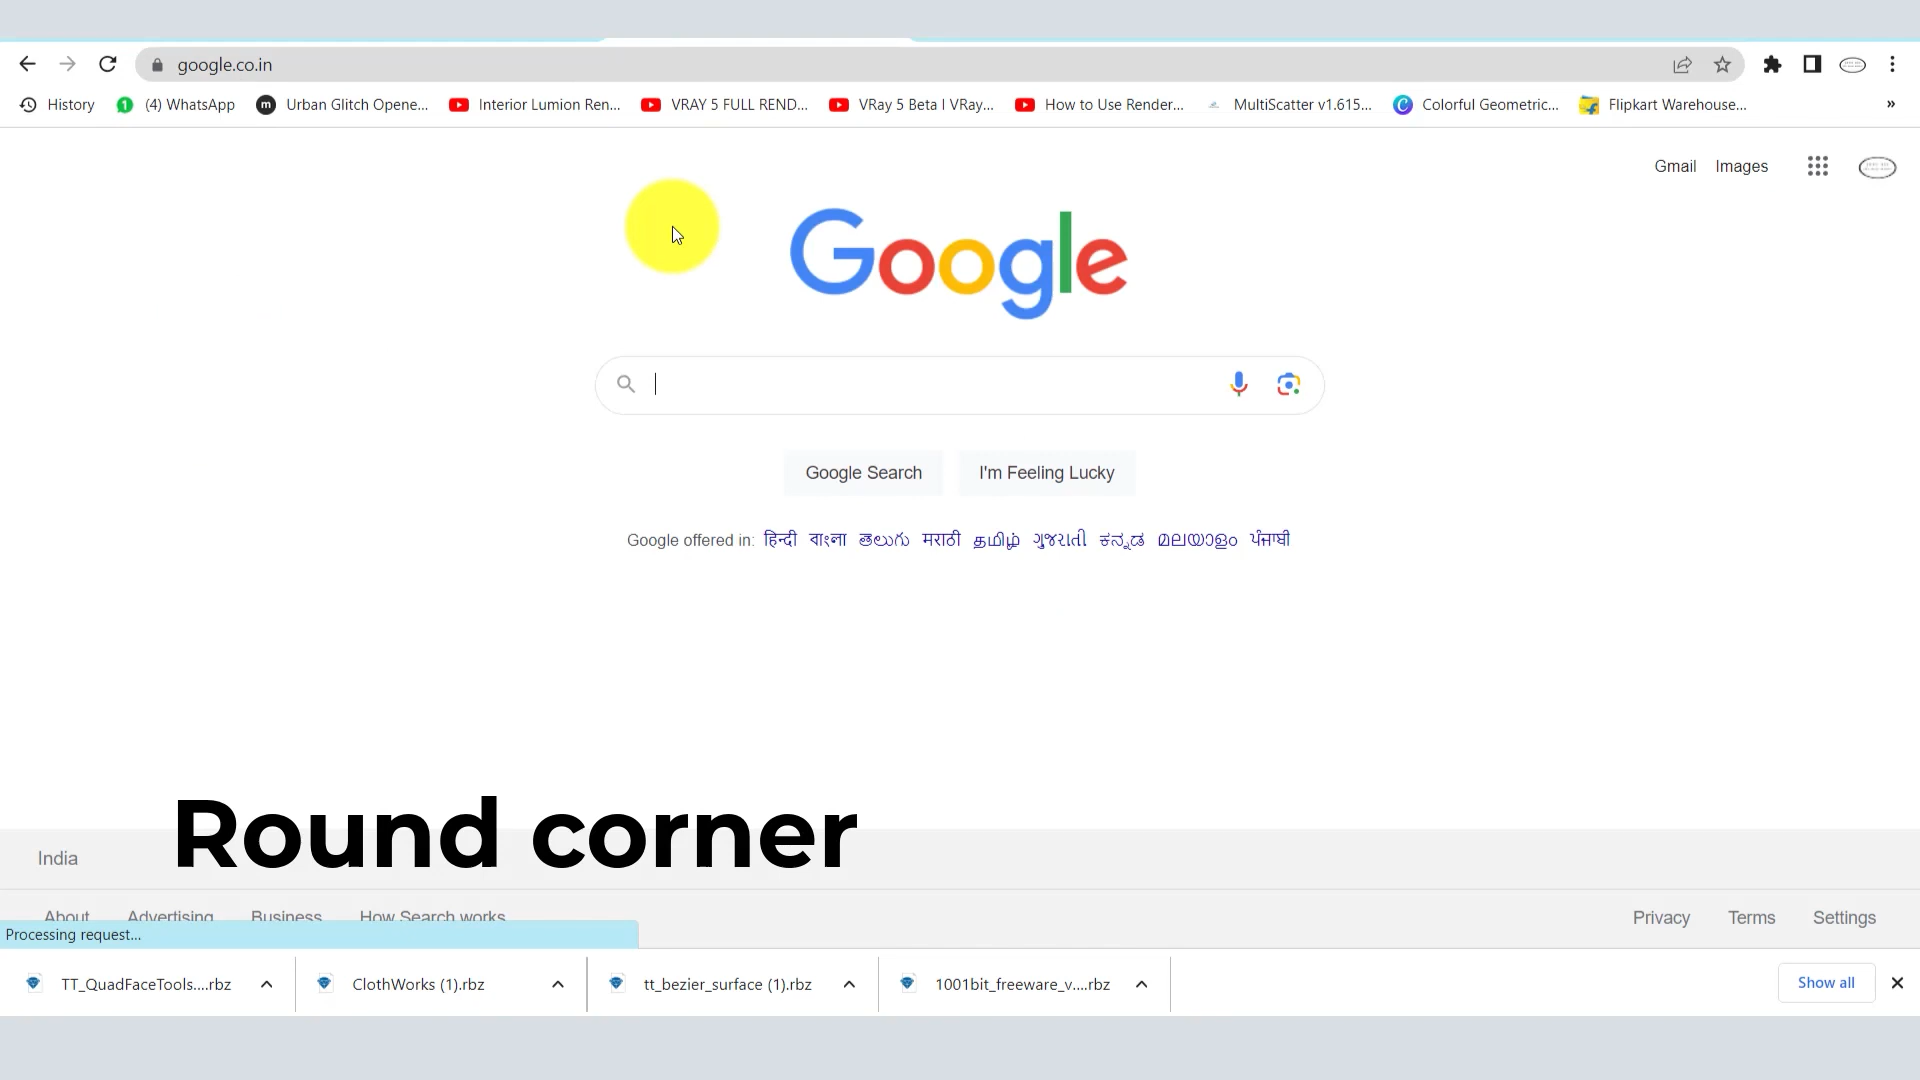 google.co.in
History (4) WhatsApp Urban Glitch Opene... Interior Lumion Ren... VRAY 5 FULL REND... VRay 5 Beta I VRay... How to Use Render... MultiScatter v1.615... Colorful Geometric... Flipkart Warehouse... »
Gmail Images
Google
Google Search I'm Feeling Lucky
Google offered in: हिन्दी বাংলা తెలుగు मराठी தமிழ் ગુજરાતી ಕನ್ನಡ മലയാളം ਪੰਜਾਬੀ
Round corner
India
About Advertising Business How Search works Privacy Terms Settings
Processing request...
TT_QuadFaceTools....rbz ClothWorks (1).rbz tt_bezier_surface (1).rbz 1001bit_freeware_v....rbz Show all